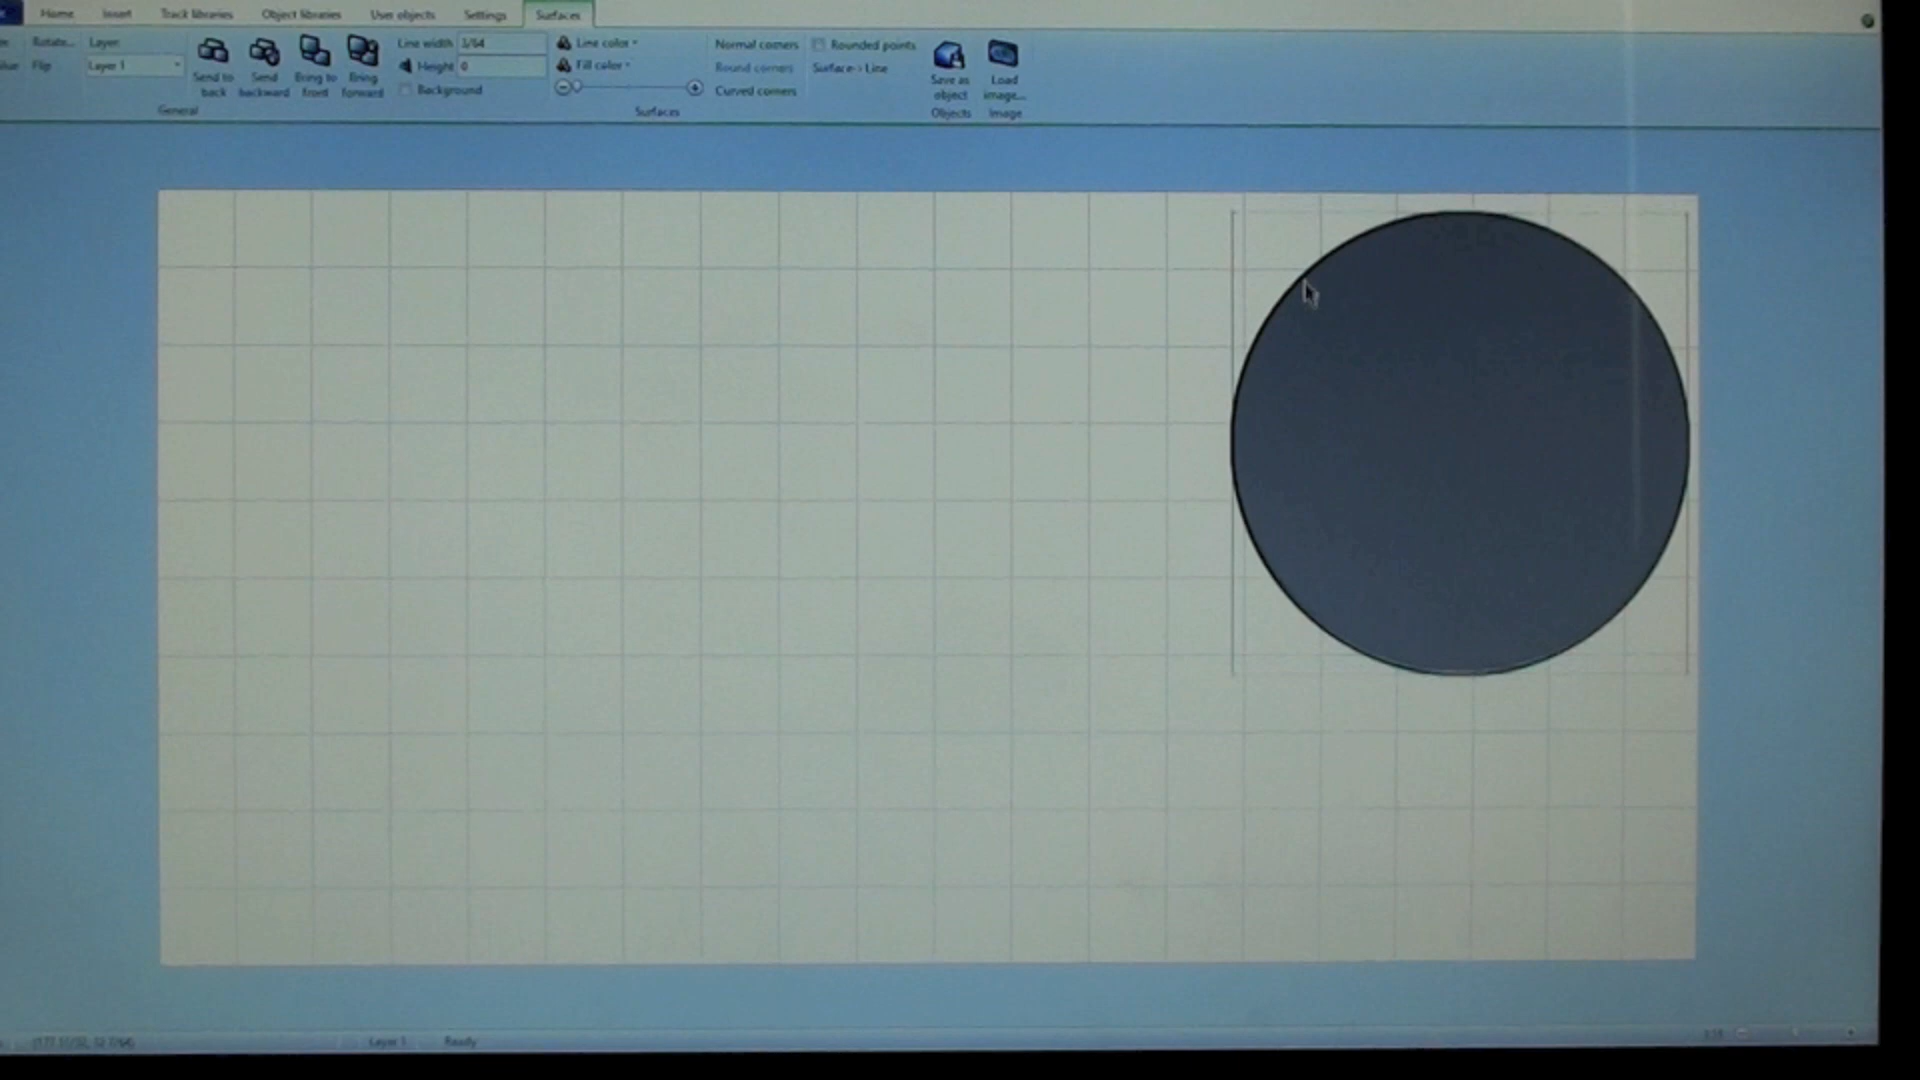 Home Insert Track libraries Object libraries User objects Settings Surfaces
Rotate... Layer: Line width 1/64 Line color Normal corners Rounded points
Flip Layer 1 Height 0 Fill color Round corners Surface->Line
Send to back Send backward Bring to front Bring forward Background Curved corners Save as object Load image...
General Surfaces Objects Image
Layer 1 Ready